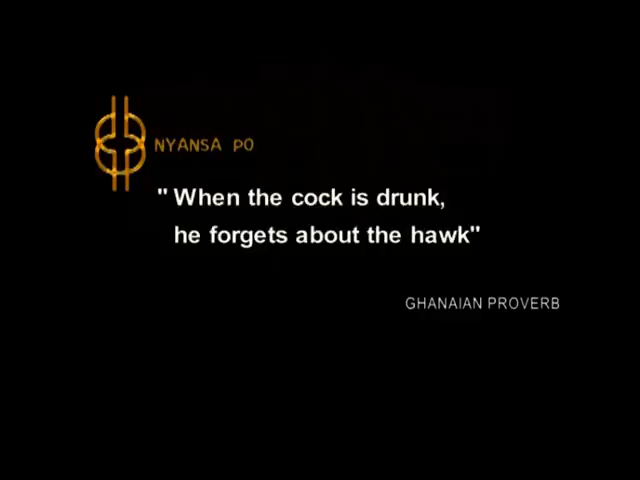 NYANSA PO
" When the cock is drunk,
he forgets about the hawk"
GHANAIAN PROVERB